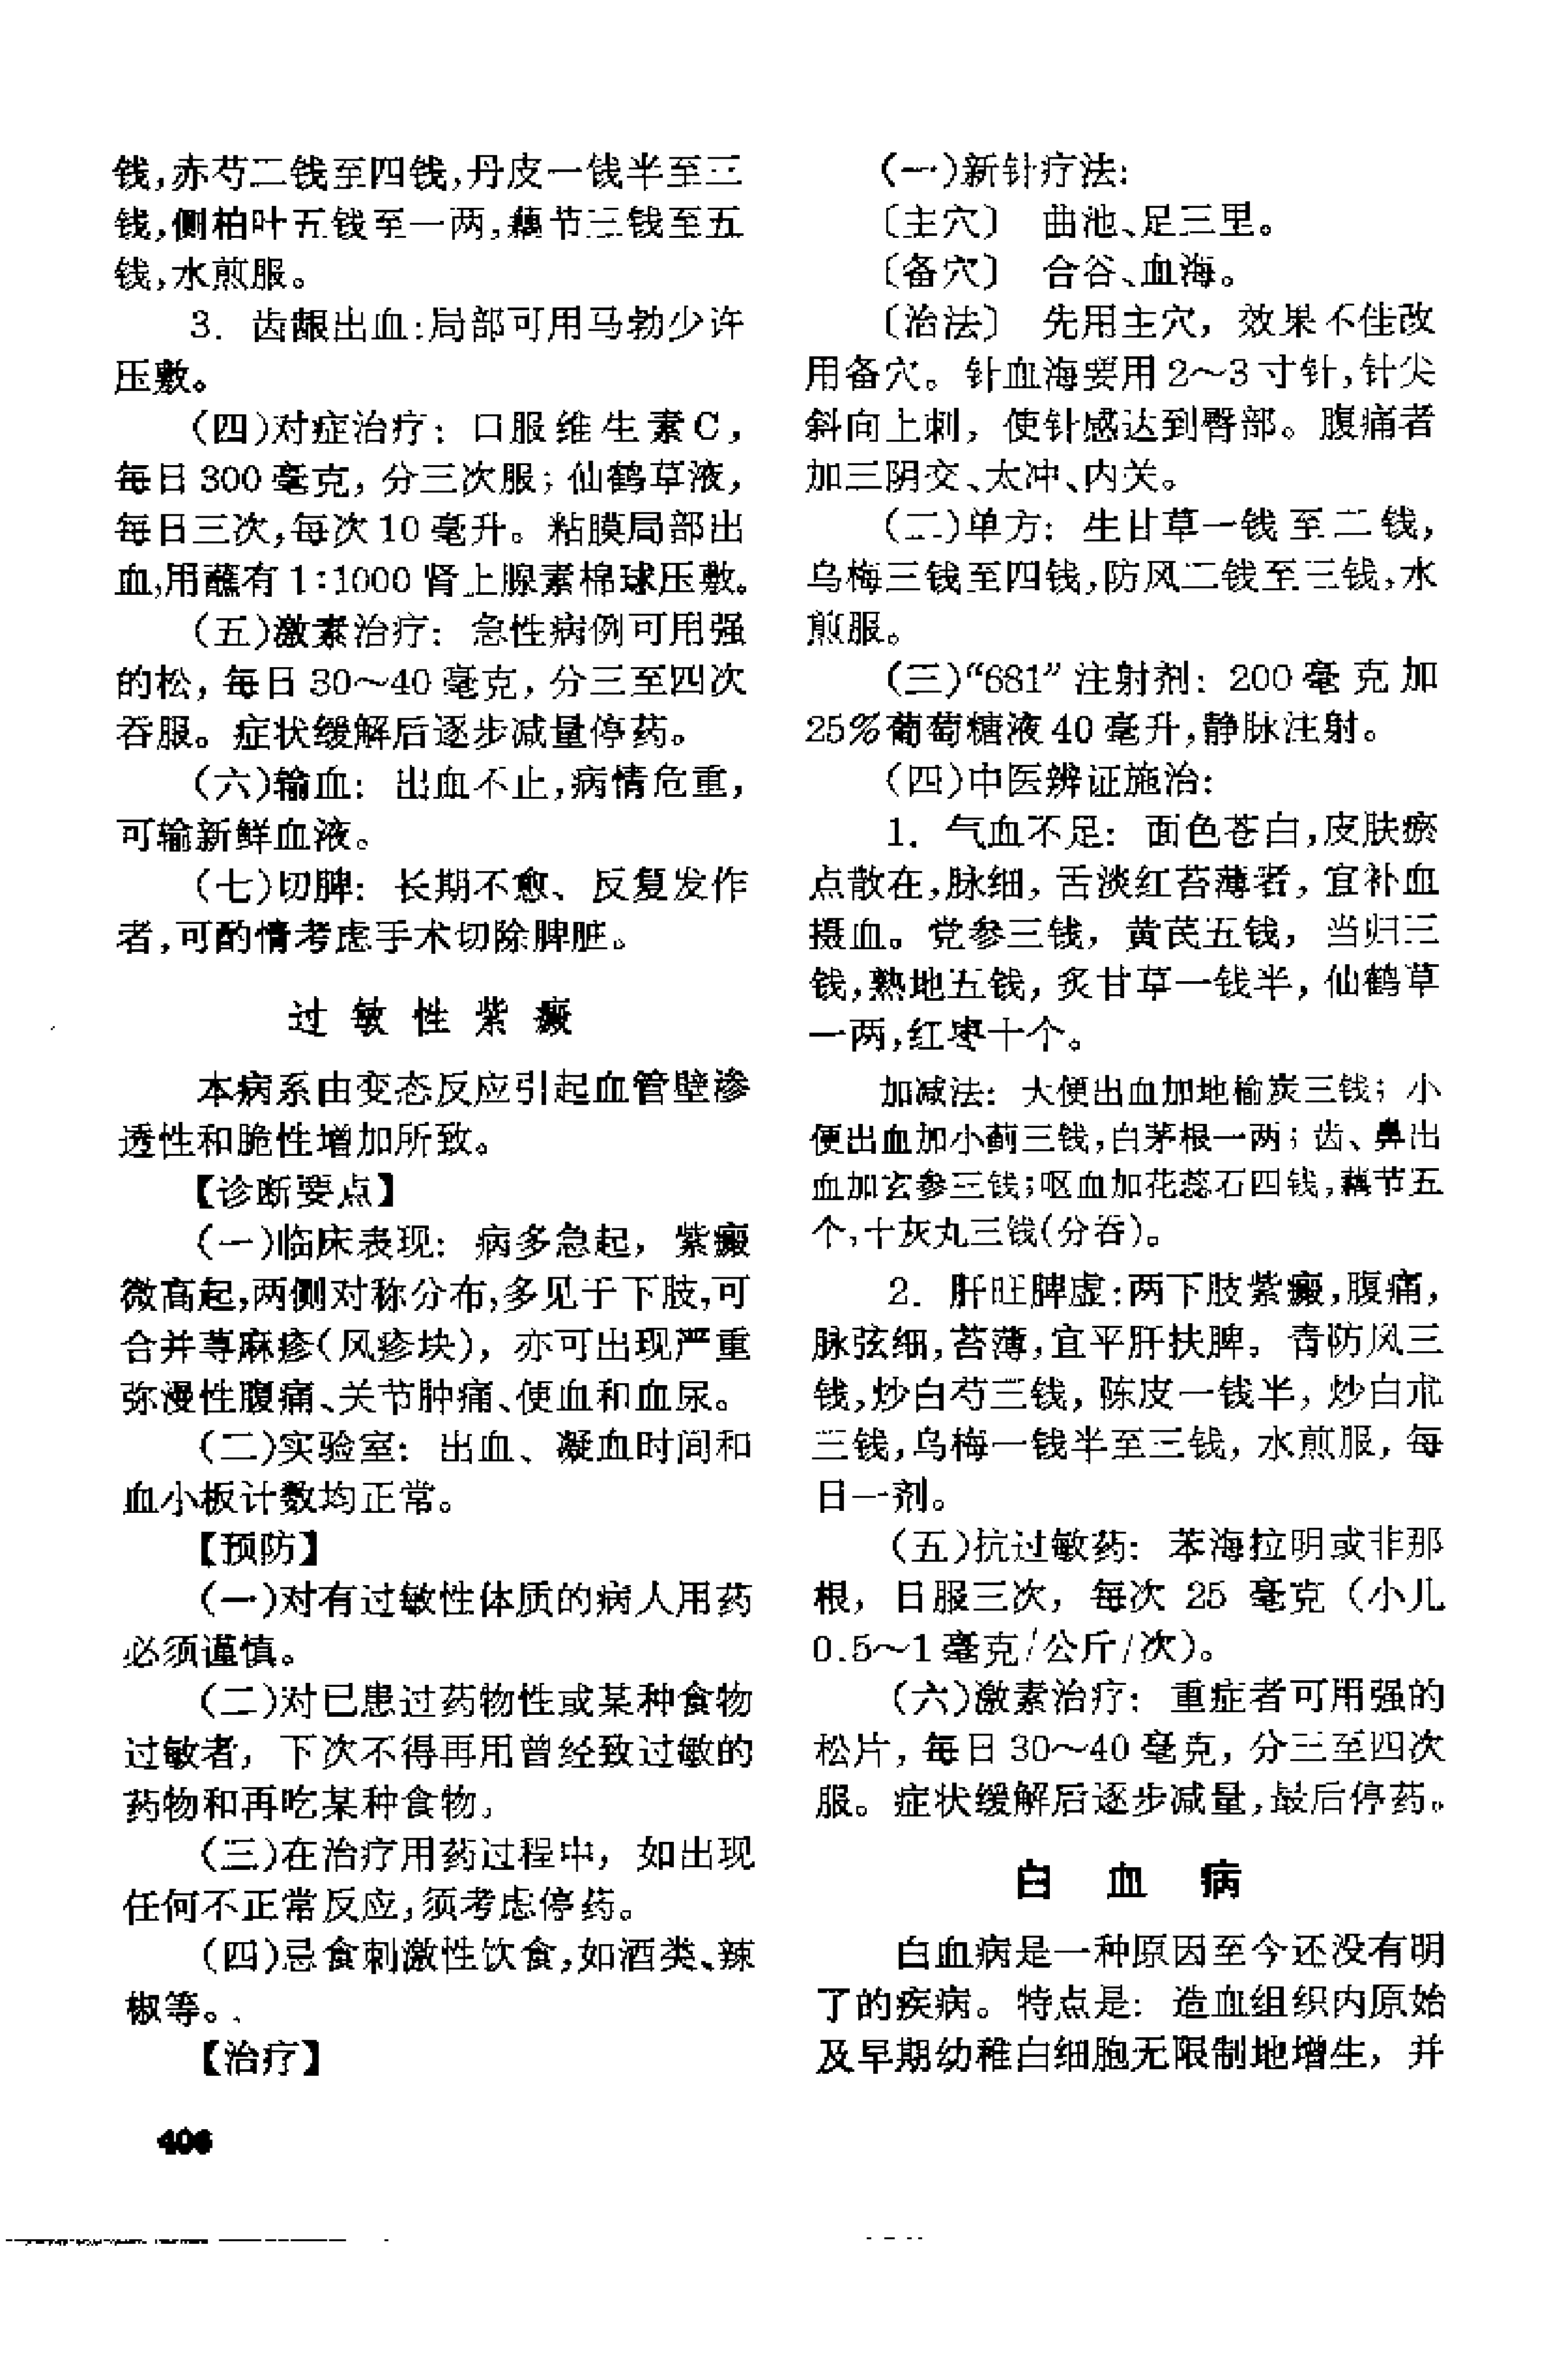 钱,赤芍二钱至四钱,丹皮一钱半至三
钱,侧柏叶五钱至一两,藕节三钱至五
钱,水煎服。
3. 齿龈出血:局部可用马勃少许
压敷。
(四)对症治疗: 口服维生素C,
每日300毫克, 分三次服; 仙鹤草液,
每日三次,每次10毫升。粘膜局部出
血,用蘸有1:1000肾上腺素棉球压敷。
(五)激素治疗: 急性病例可用强
的松, 每日30~40毫克, 分三至四次
吞服。症状缓解后逐步减量停药。
(六)输血: 出血不止,病情危重,
可输新鲜血液。
(七)切脾: 长期不愈、反复发作
者,可酌情考虑手术切除脾脏。
过敏性紫癜
本病系由变态反应引起血管壁渗
透性和脆性增加所致。
【诊断要点】
(一)临床表现: 病多急起, 紫癜
微高起,两侧对称分布,多见于下肢,可
合并荨麻疹(风疹块), 亦可出现严重
弥漫性腹痛、关节肿痛、便血和血尿。
(二)实验室: 出血、凝血时间和
血小板计数均正常。
【预防】
(一)对有过敏性体质的病人用药
必须谨慎。
(二)对已患过药物性或某种食物
过敏者, 下次不得再用曾经致过敏的
药物和再吃某种食物。
(三)在治疗用药过程中, 如出现
任何不正常反应,须考虑停药。
(四)忌食刺激性饮食,如酒类、辣
椒等。
【治疗】
406
(一)新针疗法:
〔主穴〕 曲池、足三里。
〔备穴〕 合谷、血海。
〔治法〕 先用主穴, 效果不佳改
用备穴。针血海要用2~3寸针,针尖
斜向上刺, 使针感达到臀部。腹痛者
加三阴交、太冲、内关。
(二)单方: 生甘草一钱至二钱,
乌梅三钱至四钱,防风二钱至三钱,水
煎服。
(三)“681”注射剂: 200毫克加
25%葡萄糖液40毫升,静脉注射。
(四)中医辨证施治:
1. 气血不足: 面色苍白,皮肤瘀
点散在,脉细, 舌淡红苔薄者, 宜补血
摄血。党参三钱, 黄芪五钱, 当归三
钱,熟地五钱, 炙甘草一钱半, 仙鹤草
一两,红枣十个。
加减法: 大便出血加地榆炭三钱; 小
便出血加小蓟三钱,白茅根一两; 齿、鼻出
血加玄参三钱;呕血加花蕊石四钱,藕节五
个,十灰丸三钱(分吞)。
2. 肝旺脾虚:两下肢紫癜,腹痛,
脉弦细,苔薄,宜平肝扶脾。青防风三
钱,炒白芍三钱, 陈皮一钱半, 炒白朮
三钱,乌梅一钱半至三钱, 水煎服, 每
日一剂。
(五)抗过敏药: 苯海拉明或非那
根, 日服三次, 每次 25 毫克 (小儿
0.5~1毫克/公斤/次)。
(六)激素治疗: 重症者可用强的
松片, 每日30~40毫克, 分三至四次
服。症状缓解后逐步减量,最后停药。
白血病
白血病是一种原因至今还没有明
了的疾病。特点是: 造血组织内原始
及早期幼稚白细胞无限制地增生, 并